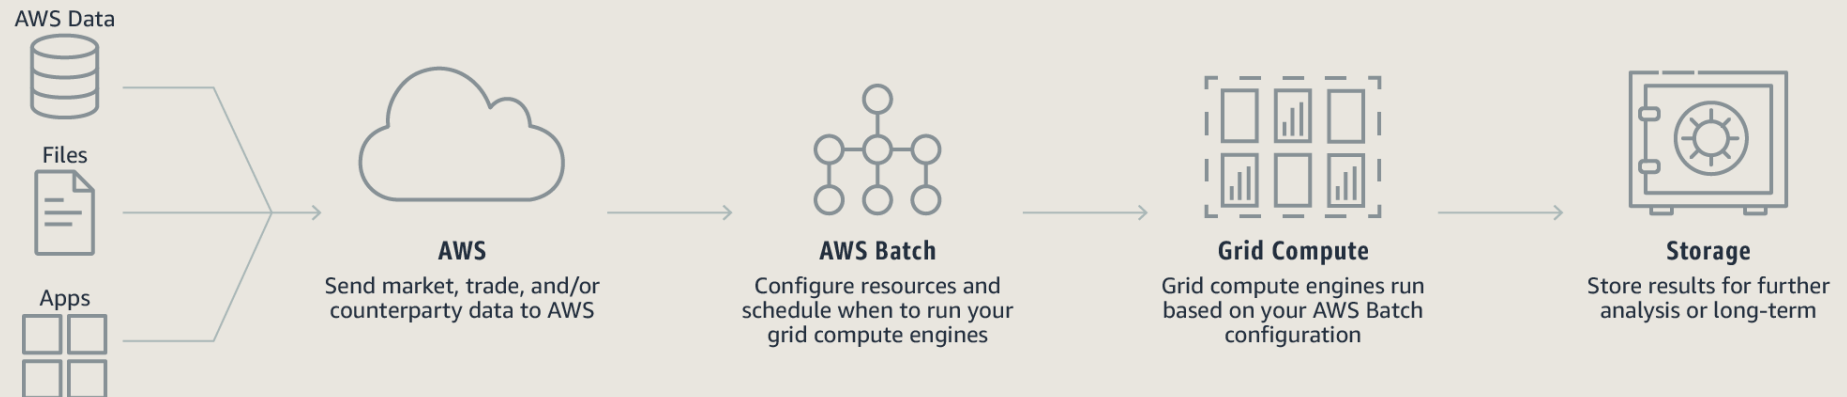 AWS Data
Files
Apps
AWS
Send market, trade, and/or
counterparty data to AWS
AWS Batch
Configure resources and
schedule when to run your
grid compute engines
Grid Compute
Grid compute engines run
based on your AWS Batch
configuration
Storage
Store results for further
analysis or long-term